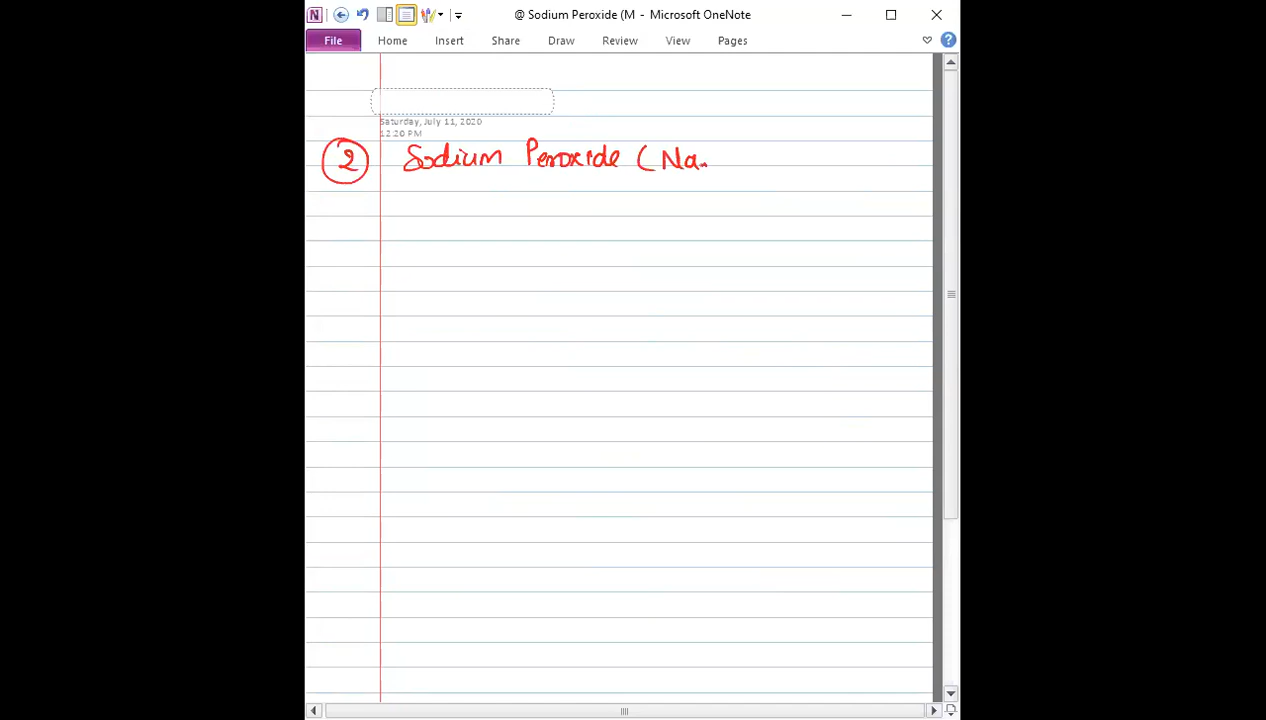 @ Sodium Peroxide (M - Microsoft OneNote
File Home Insert Share Draw Review View Pages
Saturday, July 11, 2020
12:20 PM
2 Sodium Peroxide (Na